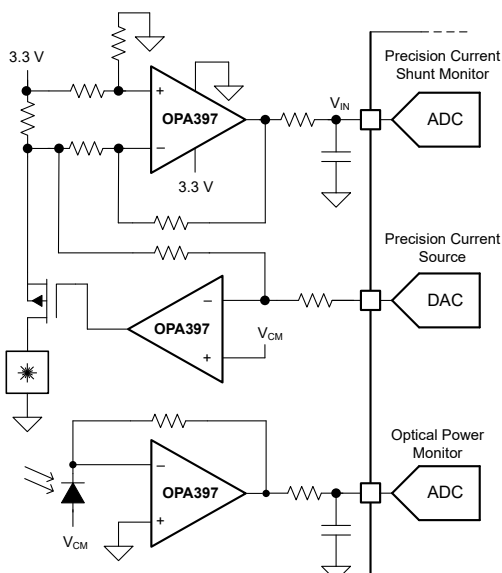 3.3 V
+
OPA397
−
3.3 V
V_IN
Precision Current
Shunt Monitor
ADC
Precision Current
Source
−
OPA397
V_CM
+
DAC
Optical Power
Monitor
−
OPA397
+
V_CM
ADC